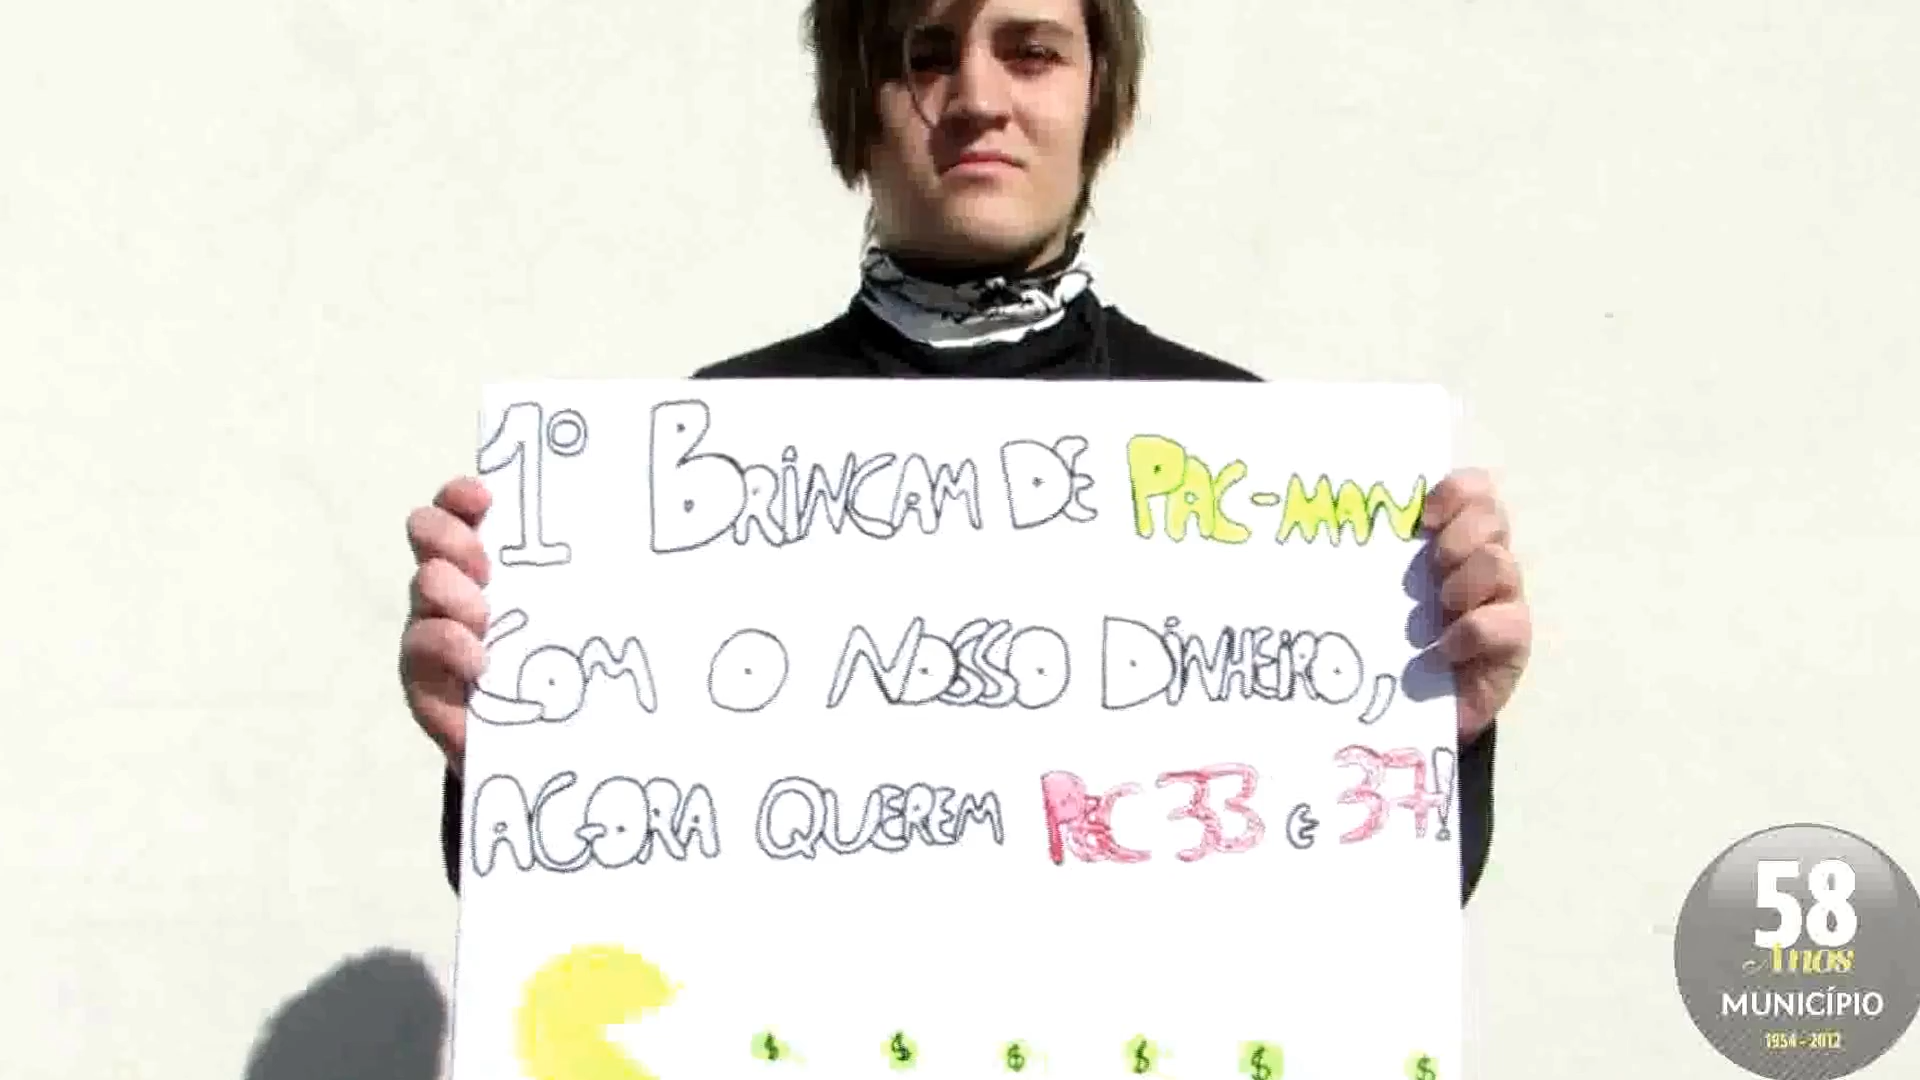 1º BRINCAM DE PAC-MAN
COM O NOSSO DINHEIRO,
AGORA QUEREM PEC 33 E 37!
$ $ $ $ $ $
58
Anos
MUNICÍPIO
1954-2012